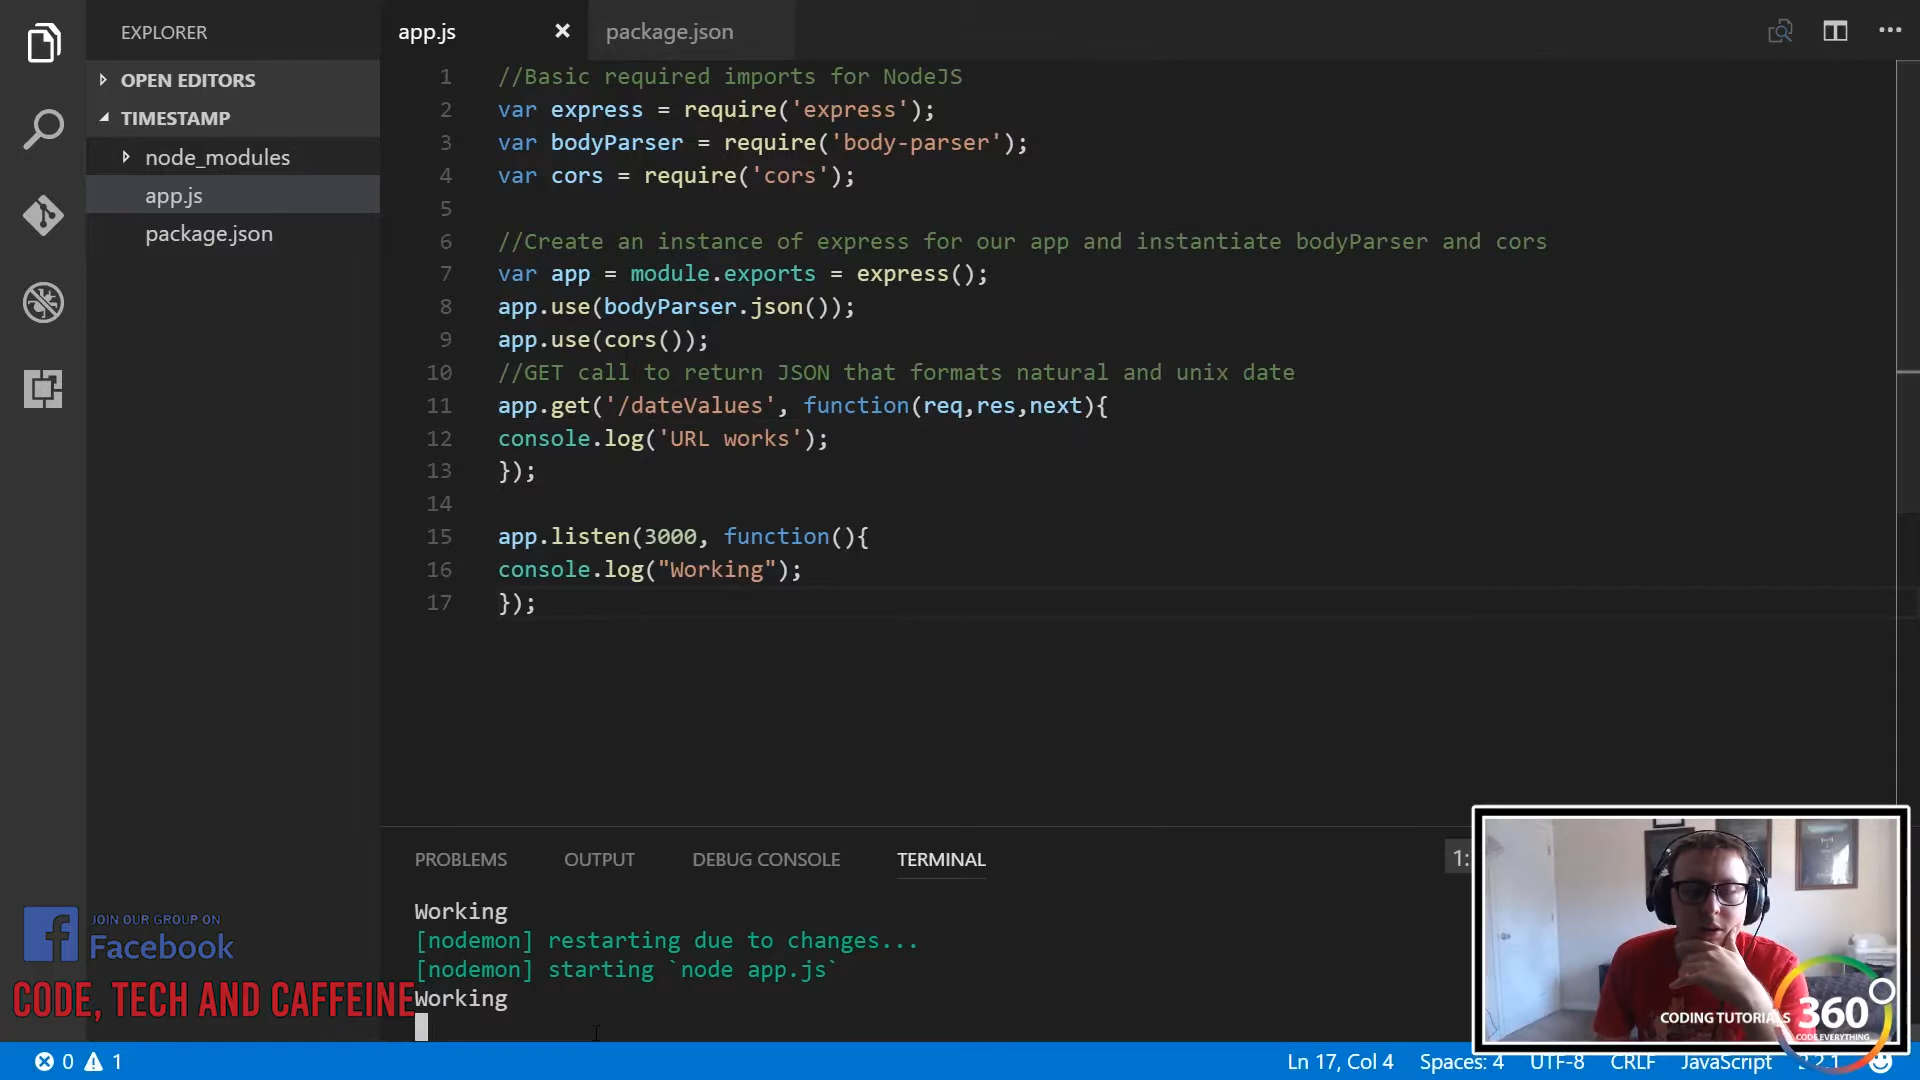 EXPLORER
OPEN EDITORS
TIMESTAMP
node_modules
app.js
package.json
app.js
package.json
1 //Basic required imports for NodeJS
2 var express = require('express');
3 var bodyParser = require('body-parser');
4 var cors = require('cors');
5
6 //Create an instance of express for our app and instantiate bodyParser and cors
7 var app = module.exports = express();
8 app.use(bodyParser.json());
9 app.use(cors());
10 //GET call to return JSON that formats natural and unix date
11 app.get('/dateValues', function(req,res,next){
12 console.log('URL works');
13 });
14
15 app.listen(3000, function(){
16 console.log("Working");
17 });
PROBLEMS OUTPUT DEBUG CONSOLE TERMINAL 1:
Working
[nodemon] restarting due to changes...
[nodemon] starting `node app.js`
Working
JOIN OUR GROUP ON
Facebook
CODE, TECH AND CAFFEINE
CODING TUTORIALS 360
CODE EVERYTHING
0 1
Ln 17, Col 4 Spaces: 4 UTF-8 CRLF JavaScript 2.2.1